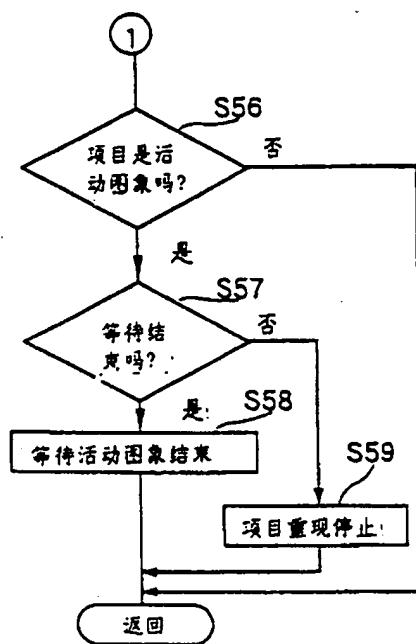 1
S56
项目是活
动图象吗?
否
是
S57
等待结
束吗?
否
是:
S58
等待活动图象结束
S59
项目重现停止:
返回